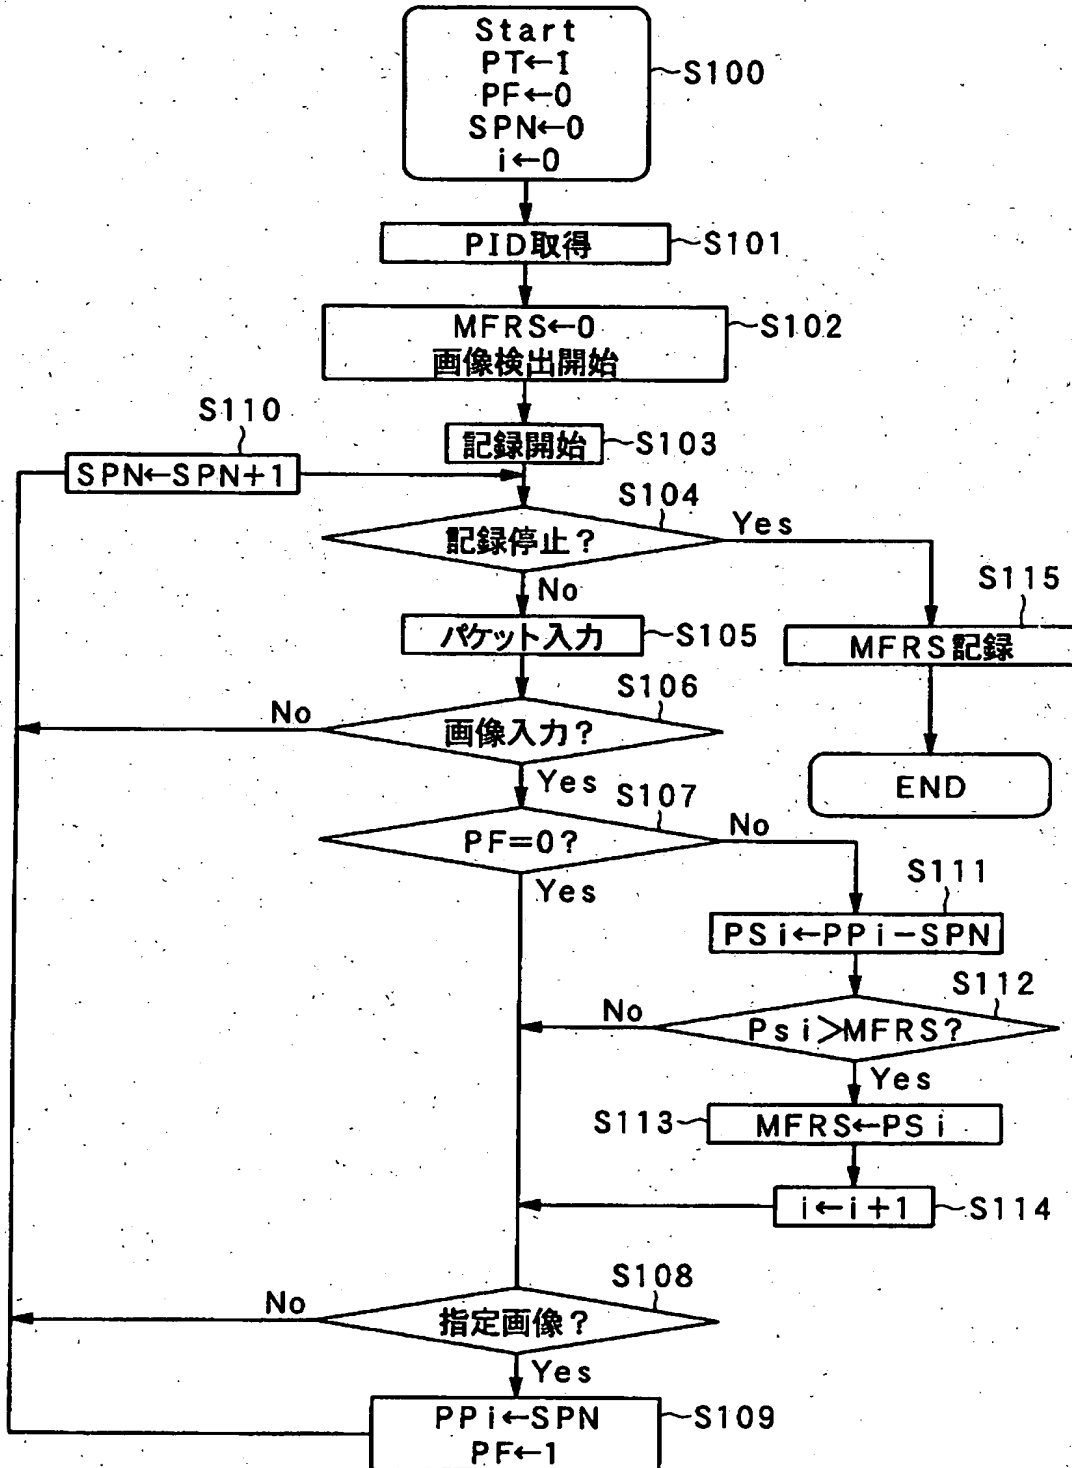 Start
PT←I
PF←0
SPN←0
i←0
S100
PID取得
S101
MFRS←0
画像検出開始
S102
S110
記録開始
S103
SPN←SPN+1
S104
記録停止?
Yes
No
S115
パケット入力
S105
MFRS記録
S106
No
画像入力?
Yes
END
S107
PF=0?
No
Yes
S111
PSi←PPi−SPN
S112
No
Psi>MFRS?
Yes
S113
MFRS←PSi
i←i+1
S114
S108
No
指定画像?
Yes
PPi←SPN
PF←1
S109